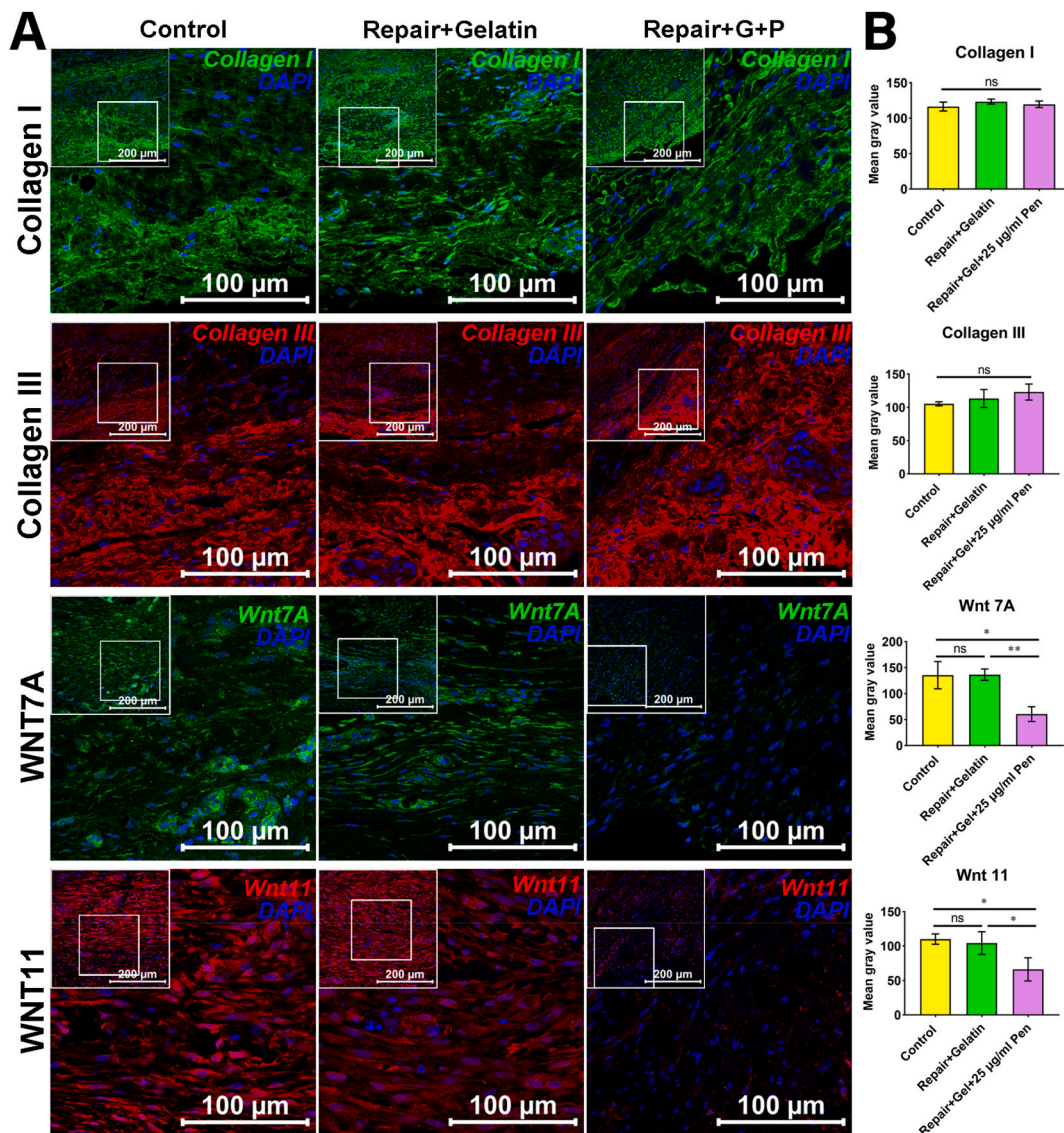 A
Control
Repair+Gelatin
Repair+G+P
Collagen I
Collagen I
DAPI
200 µm
100 µm
Collagen I
DAPI
200 µm
100 µm
Collagen I
DAPI
200 µm
100 µm
Collagen III
Collagen III
DAPI
200 µm
100 µm
Collagen III
DAPI
200 µm
100 µm
Collagen III
DAPI
200 µm
100 µm
WNT7A
Wnt7A
DAPI
200 µm
100 µm
Wnt7A
DAPI
200 µm
100 µm
Wnt7A
DAPI
200 µm
100 µm
WNT11
Wnt11
DAPI
200 µm
100 µm
Wnt11
DAPI
200 µm
100 µm
Wnt11
DAPI
200 µm
100 µm
B
Collagen I
Mean gray value
150
100
50
0
ns
Control
Repair+Gelatin
Repair+Gel+25 µg/ml Pen
Collagen III
Mean gray value
150
100
50
0
ns
Control
Repair+Gelatin
Repair+Gel+25 µg/ml Pen
Wnt 7A
Mean gray value
200
150
100
50
0
*
ns
**
Control
Repair+Gelatin
Repair+Gel+25 µg/ml Pen
Wnt 11
Mean gray value
150
100
50
0
*
ns
*
Control
Repair+Gelatin
Repair+Gel+25 µg/ml Pen